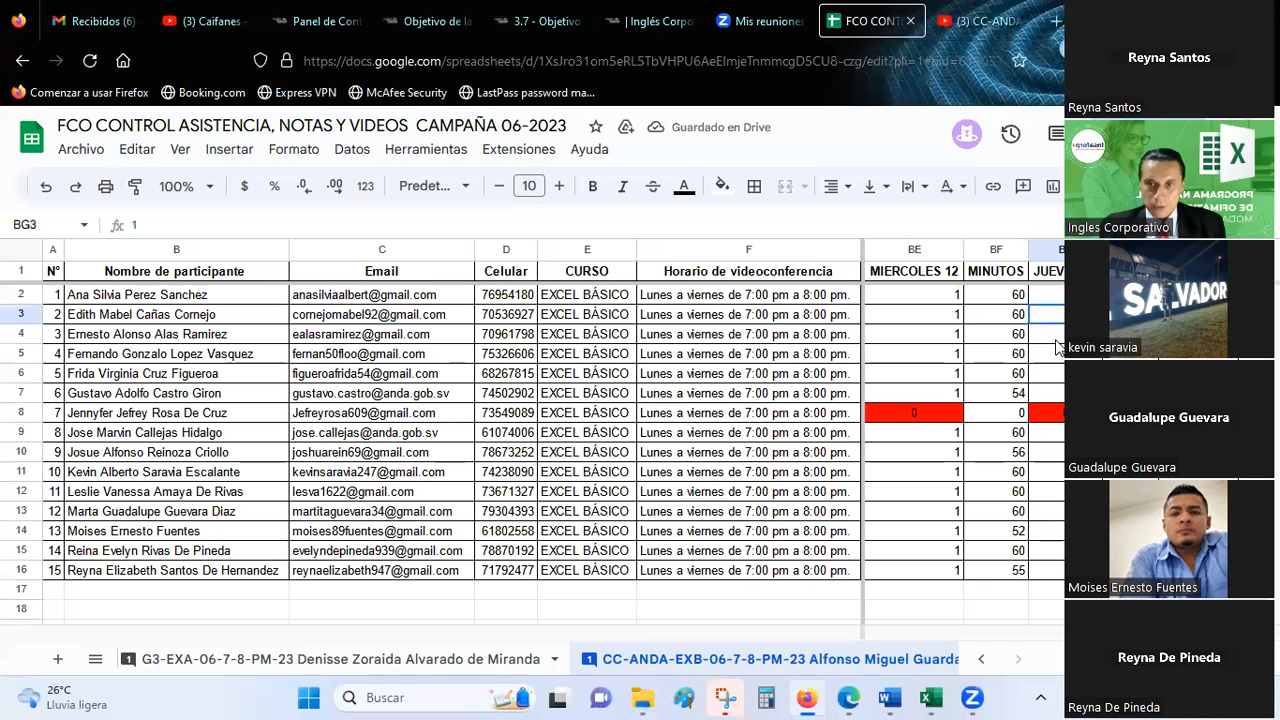 Recibidos (6)
(3) Caifanes -
Panel de Cont
Objetivo de la
3.7 - Objetivo
| Inglés Corpo
Mis reuniones
FCO CONT
(3) CC-ANDA
Comenzar a usar Firefox
Booking.com
Express VPN
McAfee Security
LastPass password ma...
FCO CONTROL ASISTENCIA, NOTAS Y VIDEOS CAMPAÑA 06-2023
Guardado en Drive
Archivo Editar Ver Insertar Formato Datos Herramientas Extensiones Ayuda
100% $ % .0 .00 123 Predet... 10 B I A
BG3 fx 1
A B C D E F BE BF
1 N° Nombre de participante Email Celular CURSO Horario de videoconferencia MIERCOLES 12 MINUTOS JUEV
2 1 Ana Silvia Perez Sanchez anasilviaalbert@gmail.com 76954180 EXCEL BÁSICO Lunes a viernes de 7:00 pm a 8:00 pm. 1 60
3 2 Edith Mabel Cañas Cornejo cornejomabel92@gmail.com 70536927 EXCEL BÁSICO Lunes a viernes de 7:00 pm a 8:00 pm. 1 60
4 3 Ernesto Alonso Alas Ramirez ealasramirez@gmail.com 70961798 EXCEL BÁSICO Lunes a viernes de 7:00 pm a 8:00 pm. 1 60
5 4 Fernando Gonzalo Lopez Vasquez fernan50floo@gmail.com 75326606 EXCEL BÁSICO Lunes a viernes de 7:00 pm a 8:00 pm. 1 60
6 5 Frida Virginia Cruz Figueroa figueroafrida54@gmail.com 68267815 EXCEL BÁSICO Lunes a viernes de 7:00 pm a 8:00 pm. 1 60
7 6 Gustavo Adolfo Castro Giron gustavo.castro@anda.gob.sv 74502902 EXCEL BÁSICO Lunes a viernes de 7:00 pm a 8:00 pm. 1 54
8 7 Jennyfer Jefrey Rosa De Cruz Jefreyrosa609@gmail.com 73549089 EXCEL BÁSICO Lunes a viernes de 7:00 pm a 8:00 pm. 0 0
9 8 Jose Marvin Callejas Hidalgo jose.callejas@anda.gob.sv 61074006 EXCEL BÁSICO Lunes a viernes de 7:00 pm a 8:00 pm. 1 60
10 9 Josue Alfonso Reinoza Criollo joshuarein69@gmail.com 78673252 EXCEL BÁSICO Lunes a viernes de 7:00 pm a 8:00 pm. 1 56
11 10 Kevin Alberto Saravia Escalante kevinsaravia247@gmail.com 74238090 EXCEL BÁSICO Lunes a viernes de 7:00 pm a 8:00 pm. 1 60
12 11 Leslie Vanessa Amaya De Rivas lesva1622@gmail.com 73671327 EXCEL BÁSICO Lunes a viernes de 7:00 pm a 8:00 pm. 1 60
13 12 Marta Guadalupe Guevara Diaz martitaguevara34@gmail.com 79304393 EXCEL BÁSICO Lunes a viernes de 7:00 pm a 8:00 pm. 1 60
14 13 Moises Ernesto Fuentes moises89fuentes@gmail.com 61802558 EXCEL BÁSICO Lunes a viernes de 7:00 pm a 8:00 pm. 1 52
15 14 Reina Evelyn Rivas De Pineda evelyndepineda939@gmail.com 78870192 EXCEL BÁSICO Lunes a viernes de 7:00 pm a 8:00 pm. 1 60
16 15 Reyna Elizabeth Santos De Hernandez reynaelizabeth947@gmail.com 71792477 EXCEL BÁSICO Lunes a viernes de 7:00 pm a 8:00 pm. 1 55
17
18
1 G3-EXA-06-7-8-PM-23 Denisse Zoraida Alvarado de Miranda
1 CC-ANDA-EXB-06-7-8-PM-23 Alfonso Miguel Guarda
26°C
Lluvia ligera
Buscar
Reyna Santos
Reyna Santos
insaforp
PROGRAMA NA
DE OFIMATI
MODA
Ingles Corporativo
SALVADOR
kevin saravia
Guadalupe Guevara
Guadalupe Guevara
Moises Ernesto Fuentes
Reyna De Pineda
Reyna De Pineda